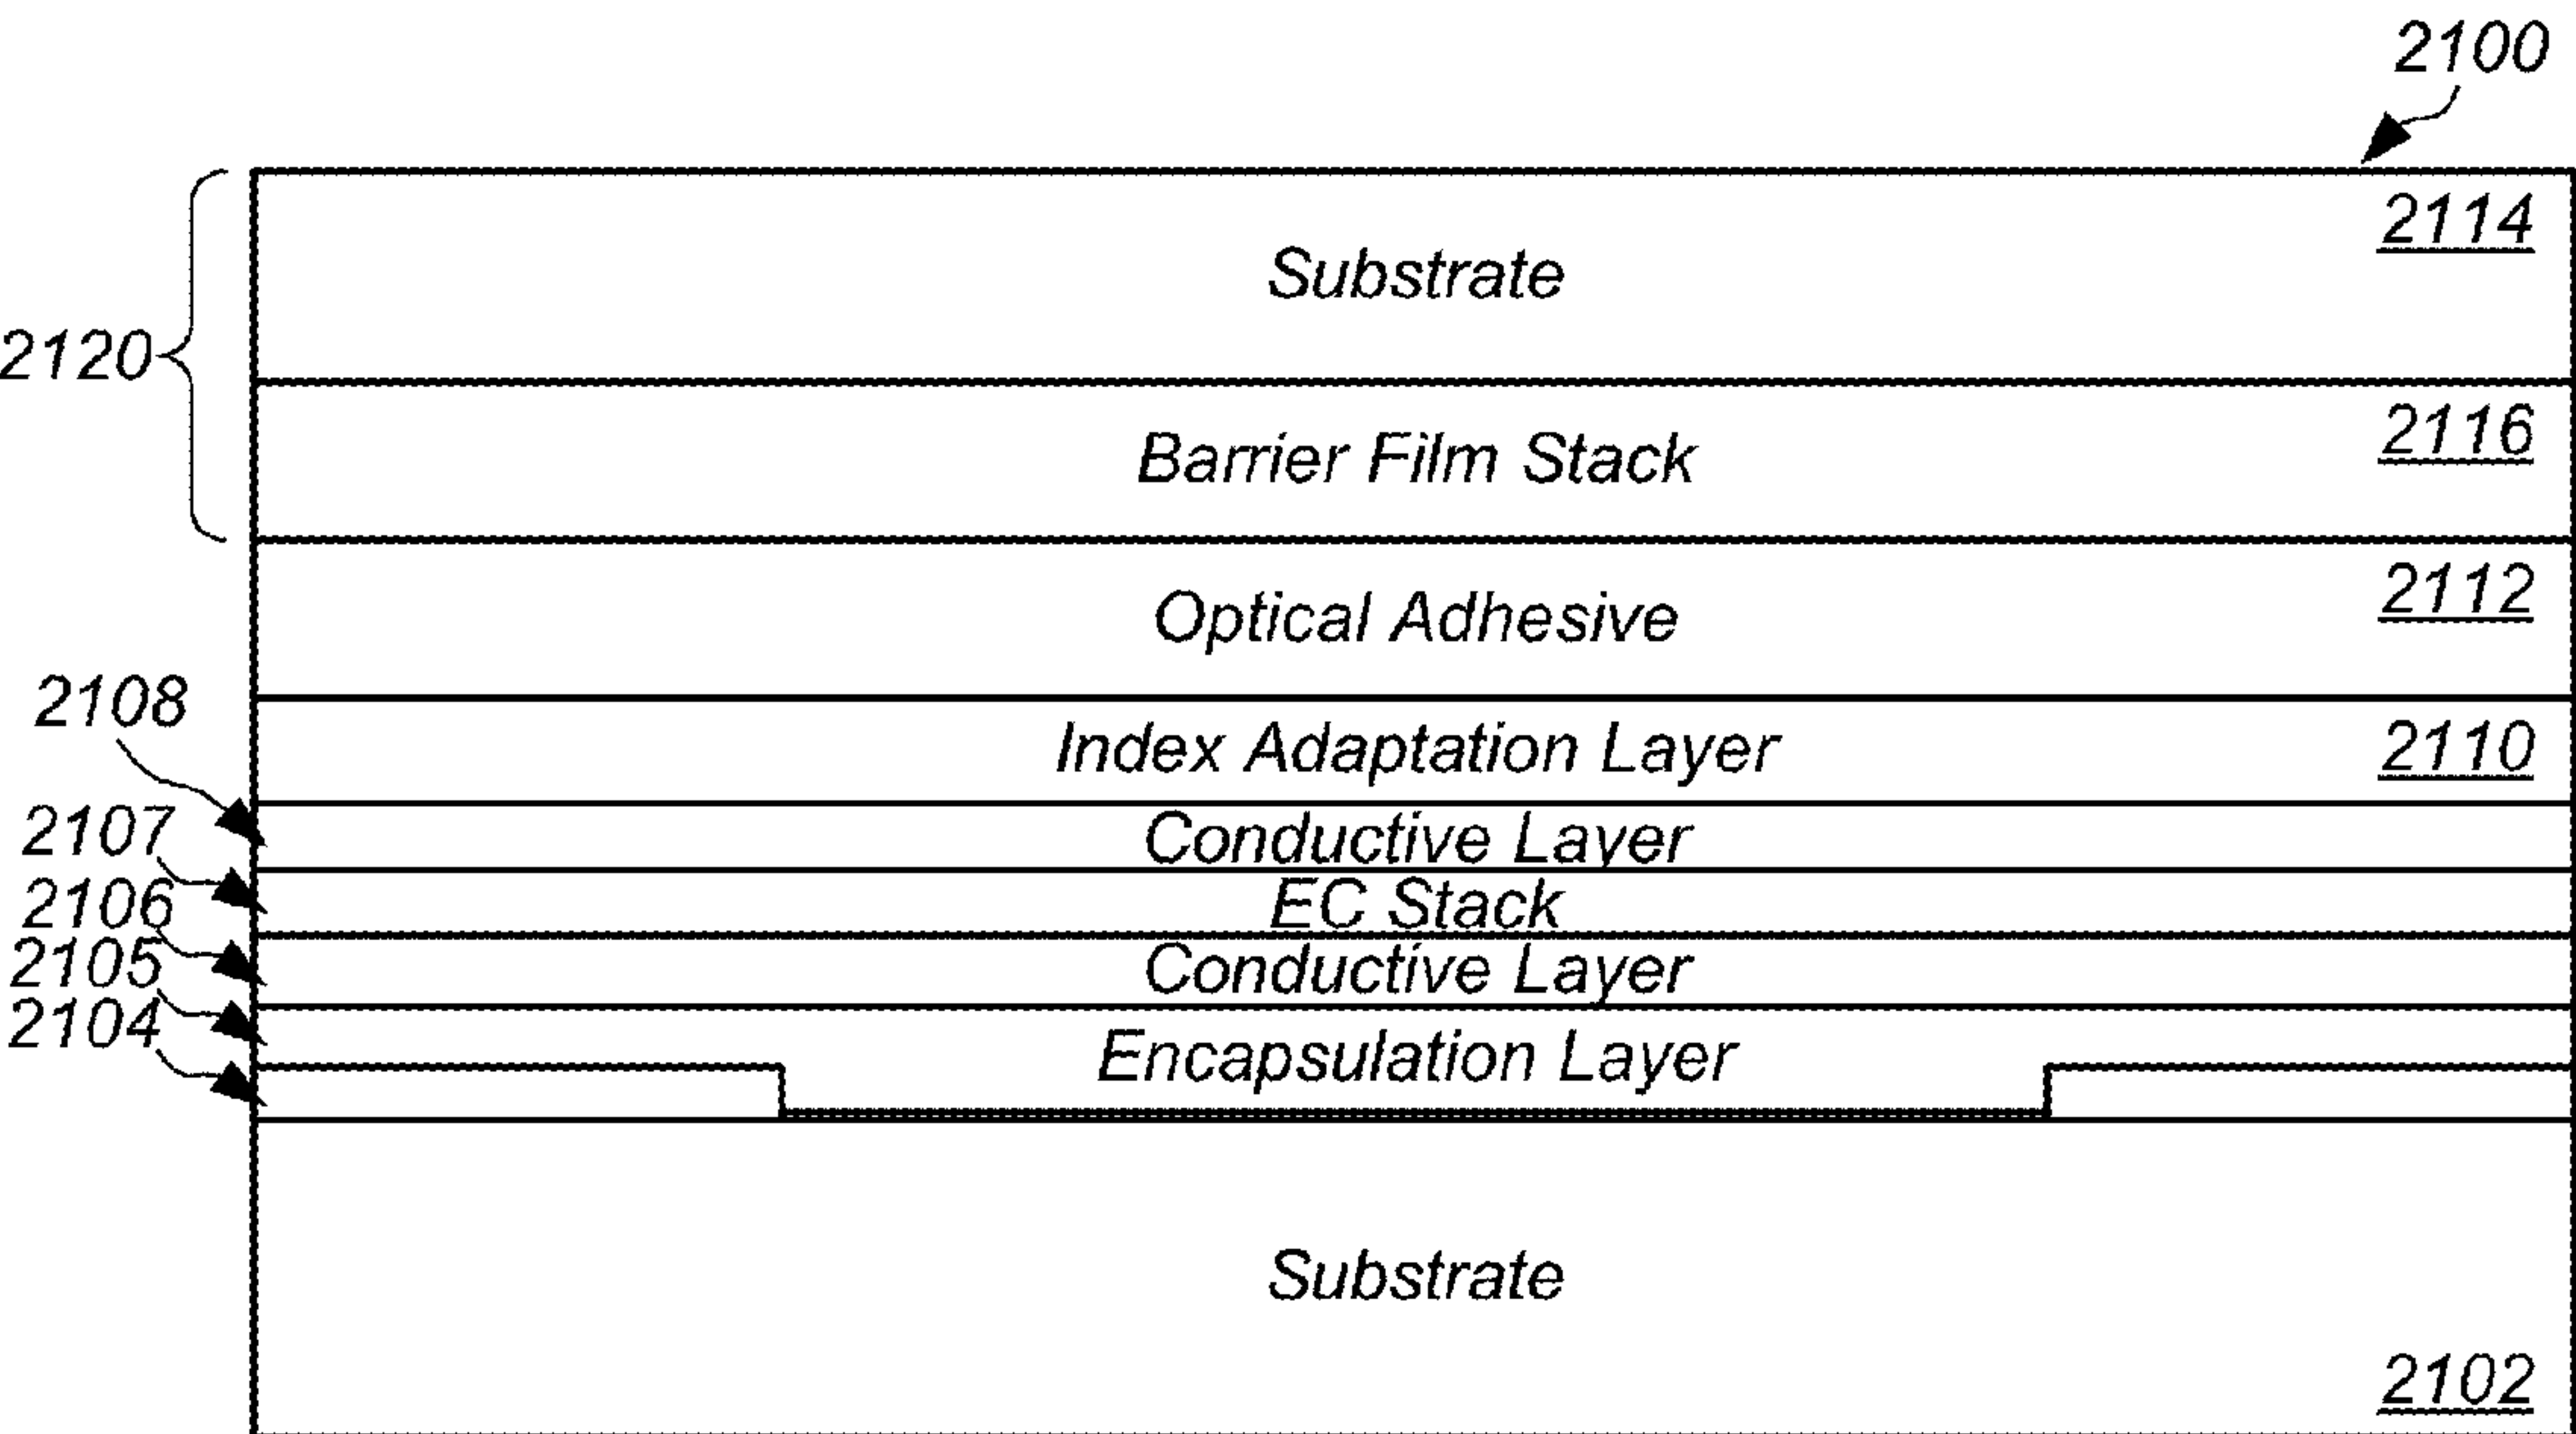 2100
2114
Substrate
2120
2116
Barrier Film Stack
2112
Optical Adhesive
2108
Index Adaptation Layer
2110
Conductive Layer
2107
EC Stack
2106
Conductive Layer
2105
2104
Encapsulation Layer
Substrate
2102